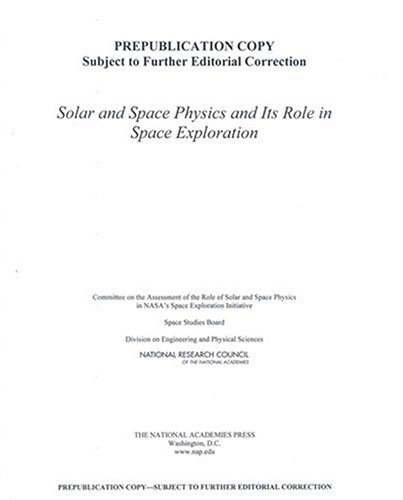 PREPUBLICATION COPY
Subject to Further Editorial Correction
Solar and Space Physics and Its Role in
Space Exploration
Committee on the Assessment of the Role of Solar and Space Physics
in NASA's Space Exploration Initiative
Space Studies Board
Division on Engineering and Physical Sciences
NATIONAL RESEARCH COUNCIL
OF THE NATIONAL ACADEMIES
THE NATIONAL ACADEMIES PRESS
Washington, D.C.
www.nap.edu
PREPUBLICATION COPY—SUBJECT TO FURTHER EDITORIAL CORRECTION